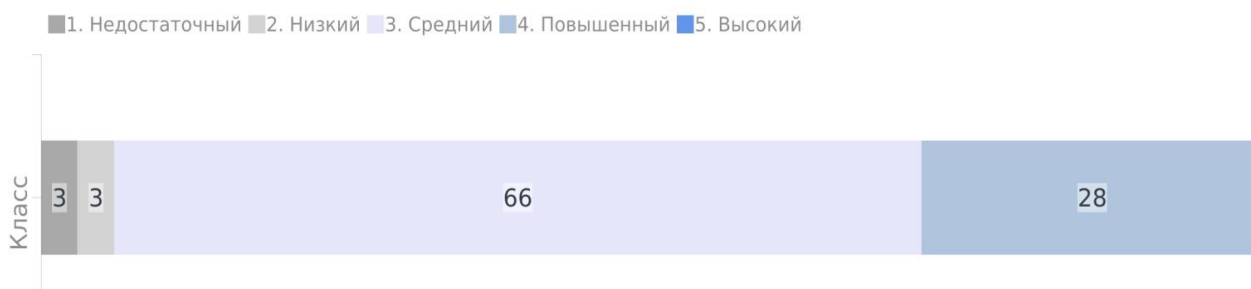 1. Недостаточный 2. Низкий 3. Средний 4. Повышенный 5. Высокий
Класс
3 3 66 28